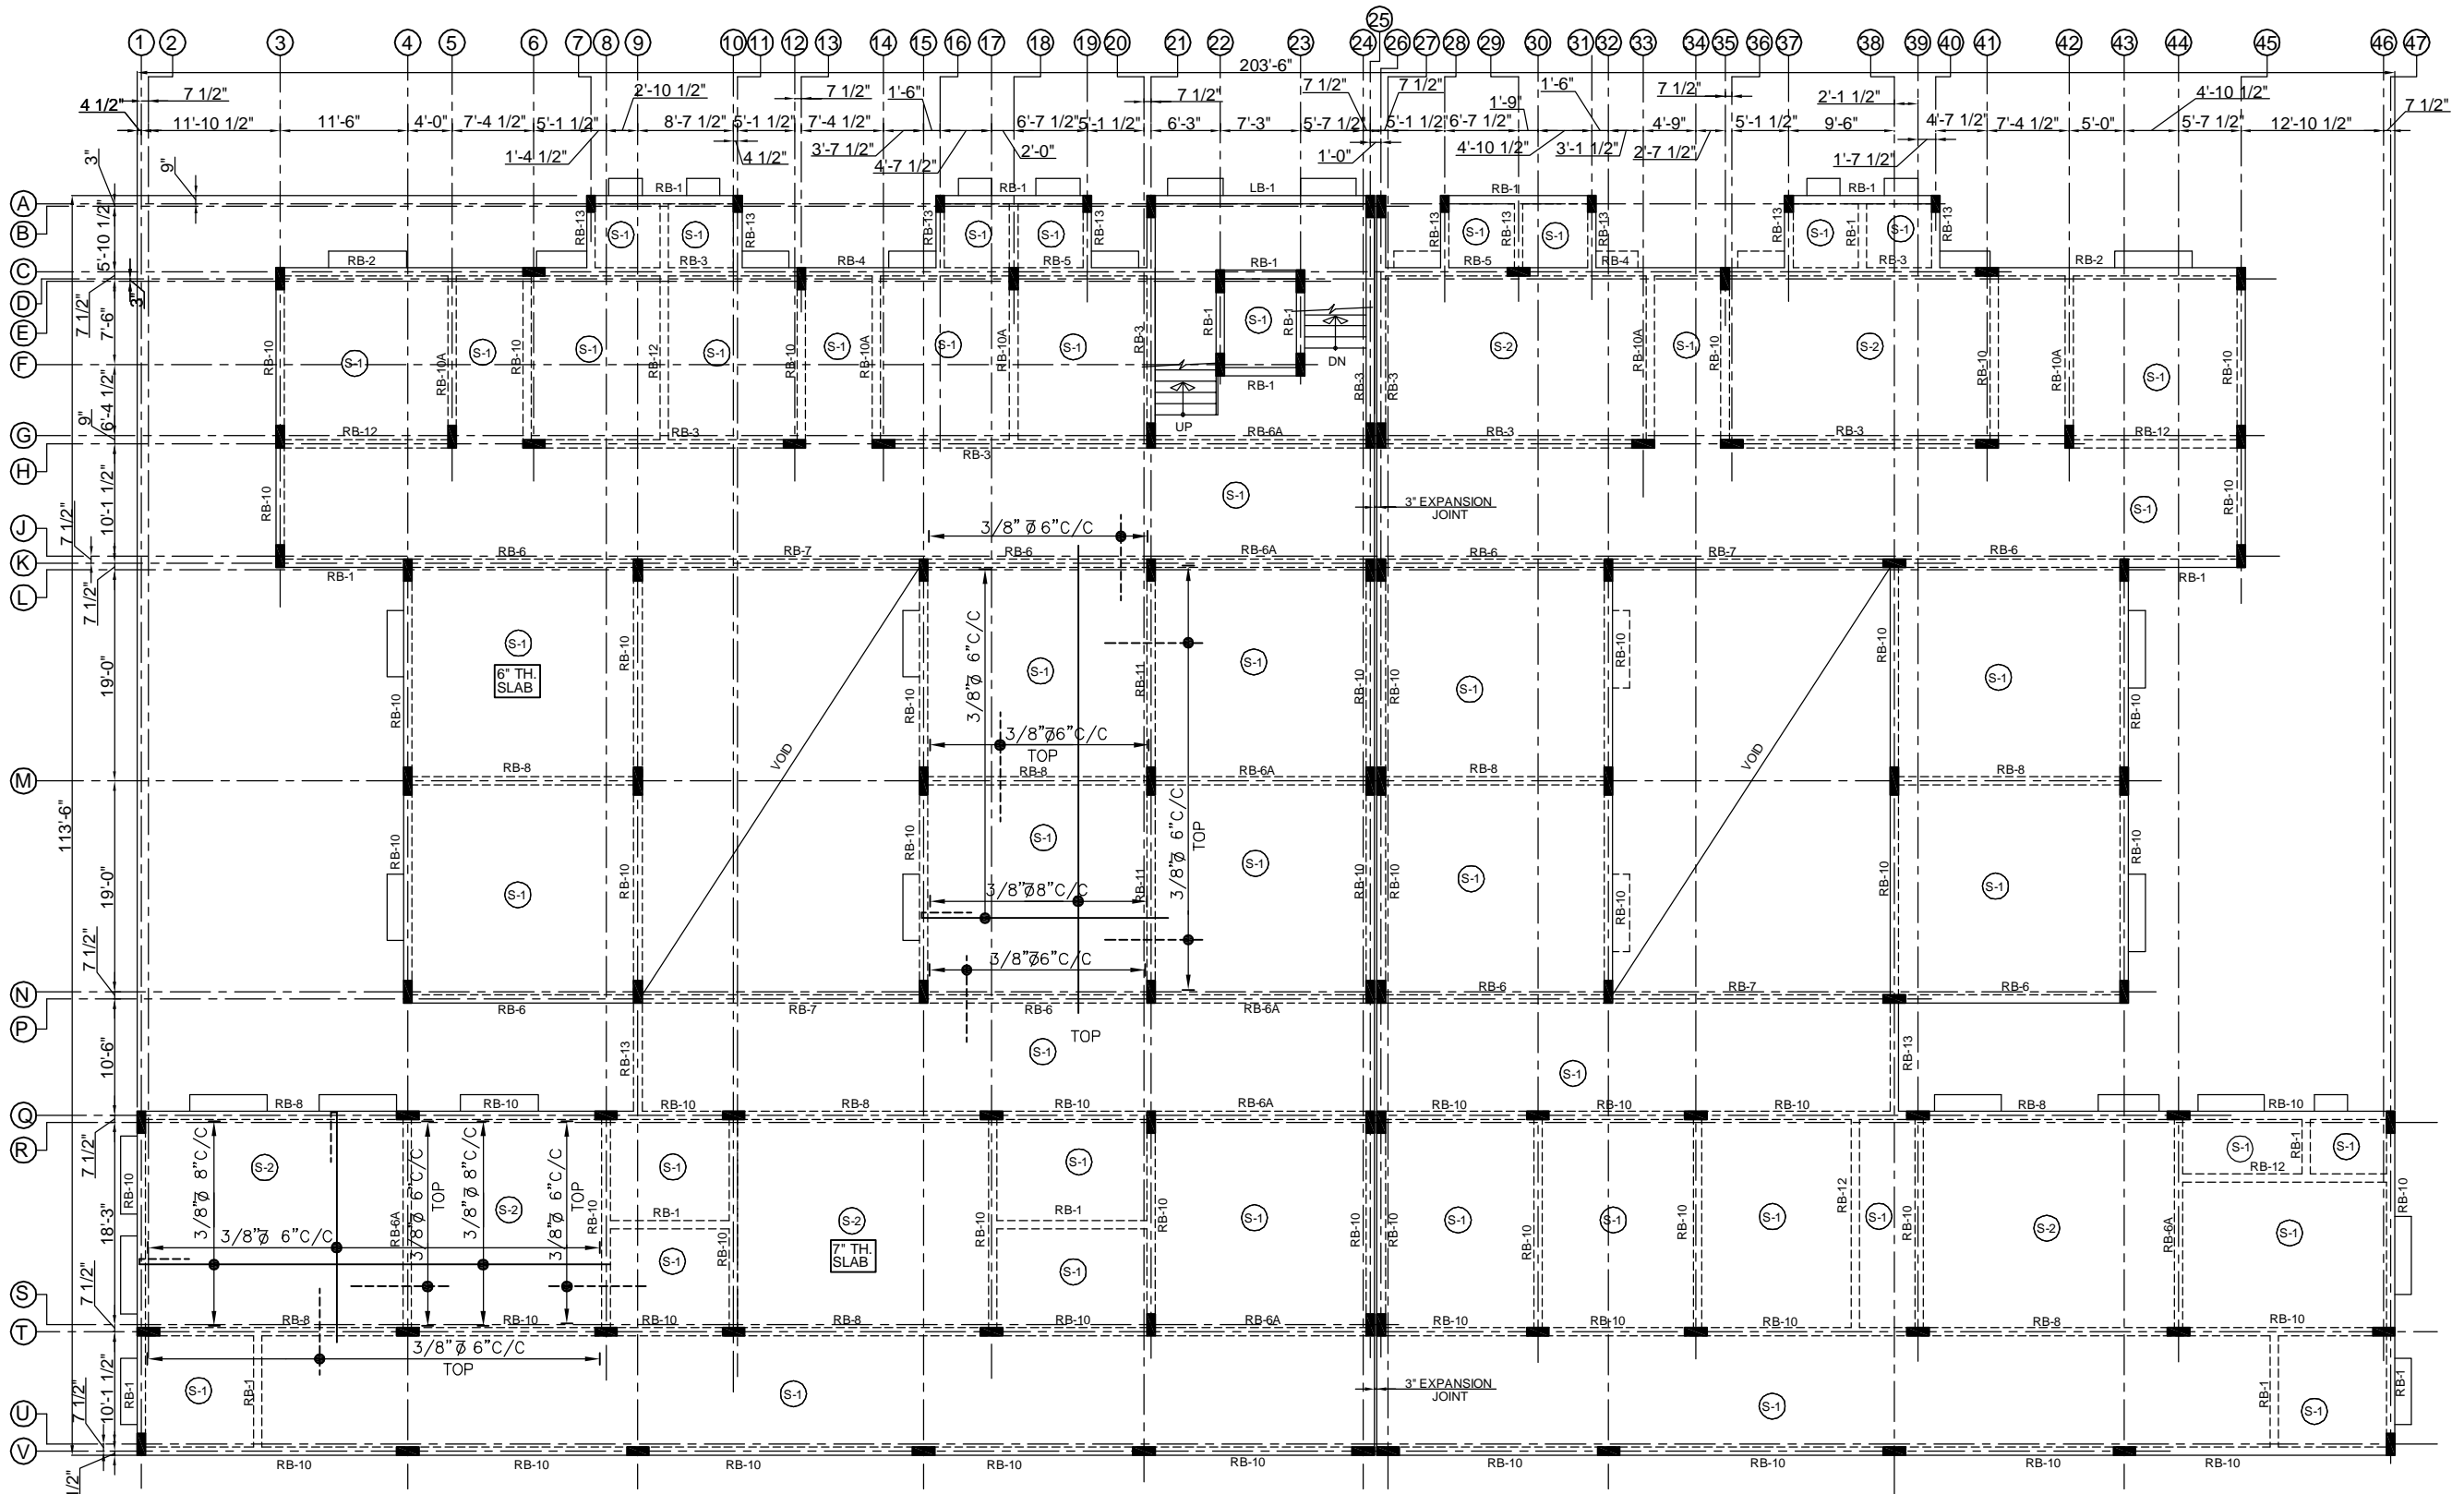 25
1 2 3 4 5 6 7 8 9 10 11 12 13 14 15 16 17 18 19 20 21 22 23 24 26 27 28 29 30 31 32 33 34 35 36 37 38 39 40 41 42 43 44 45 46 47
203'-6"
4 1/2" 7 1/2" 2'-10 1/2" 7 1/2" 1'-6" 7 1/2" 7 1/2" 7 1/2" 1'-9" 1'-6" 7 1/2" 2'-1 1/2" 4'-10 1/2" 7 1/2"
11'-10 1/2" 11'-6" 4'-0" 7'-4 1/2" 5'-1 1/2" 8'-7 1/2" 5'-1 1/2" 7'-4 1/2" 6'-7 1/2" 5'-1 1/2" 6'-3" 7'-3" 5'-7 1/2" 5'-1 1/2" 6'-7 1/2" 4'-9" 5'-1 1/2" 9'-6" 4'-7 1/2" 7'-4 1/2" 5'-0" 5'-7 1/2" 12'-10 1/2"
1'-4 1/2" 4 1/2" 3'-7 1/2" 4'-7 1/2" 2'-0" 1'-0" 4'-10 1/2" 3'-1 1/2" 2'-7 1/2" 1'-7 1/2"
3" 9"
RB-1 RB-1 LB-1 RB-1 RB-1
A
B
5'-10 1/2"
RB-13 RB-13 RB-13 RB-13 RB-13 RB-13 RB-13 RB-1 RB-13
S-1 S-1 S-1 S-1 S-1 S-1 S-1 S-1
C
RB-2 RB-3 RB-4 RB-5 RB-1 RB-5 RB-4 RB-3 RB-2
D
E
7 1/2" 3" 7'-6"
RB-10 RB-10A RB-10 RB-12 RB-10 RB-10A RB-10A RB-3 RB-1 RB-1 RB-3 RB-3 RB-10A RB-10 RB-10 RB-10A RB-10
S-1 S-1 S-1 S-1 S-1 S-1 S-1 S-1 S-2 S-1 S-2 S-1
DN
F
RB-1
6'-4 1/2"
9"
UP
G
RB-12 RB-3 RB-6A RB-3 RB-3 RB-12
H
RB-3
10'-1 1/2"
RB-10 S-1 S-1 RB-10
3" EXPANSION
JOINT
7 1/2"
J
3/8" Ø 6"C/C
K
RB-6 RB-7 RB-6 RB-6A RB-6 RB-7 RB-6
RB-1 RB-1
L
7 1/2"
19'-0"
S-1
6" TH.
SLAB
RB-10 RB-10 RB-10 RB-11 RB-10 RB-10 RB-10 RB-10 RB-10
S-1 S-1 S-1 S-1
3/8"Ø 6"C/C
VOID VOID
3/8"Ø6"C/C
TOP
M
RB-8 RB-8 RB-6A RB-8 RB-8
113'-6"
3/8"Ø 6"C/C
TOP
19'-0"
RB-10 RB-10 RB-10 RB-11 RB-10 RB-10 RB-10 RB-10 RB-10
S-1 S-1 S-1 S-1 S-1
3/8"Ø8"C/C
7 1/2"
3/8"Ø6"C/C
N
RB-6 RB-7 RB-6
RB-6 RB-7 RB-6 RB-6A
P
TOP
10'-6"
RB-13 S-1 S-1 RB-13
Q
RB-8 RB-10 RB-10 RB-8 RB-10 RB-6A RB-10 RB-10 RB-10 RB-8 RB-10
R
7 1/2"
18'-3"
3/8"Ø 8"C/C 3/8"Ø 6"C/C TOP 3/8"Ø 8"C/C 3/8"Ø 6"C/C TOP
S-2 S-2 S-1 S-1 S-1 S-1 RB-1
RB-12
RB-10 RB-6A RB-10 RB-1 RB-10 S-2 RB-10 RB-1 RB-10 S-1 RB-10 RB-10 S-1 RB-10 S-1 RB-10 S-1 RB-12 S-1 RB-10 S-2 RB-6A S-1 RB-10
3/8"Ø 6"C/C
S-1 S-1
7" TH.
SLAB
7 1/2"
S
RB-8 RB-10 RB-10 RB-8 RB-10 RB-6A RB-10 RB-10 RB-10 RB-8 RB-10
T
3/8"Ø 6"C/C
TOP
10'-1 1/2"
RB-1 S-1 RB-1 S-1 S-1 RB-1 S-1 RB-1
3" EXPANSION
JOINT
7 1/2"
U
V
RB-10 RB-10 RB-10 RB-10 RB-10 RB-10 RB-10 RB-10 RB-10
1/2"